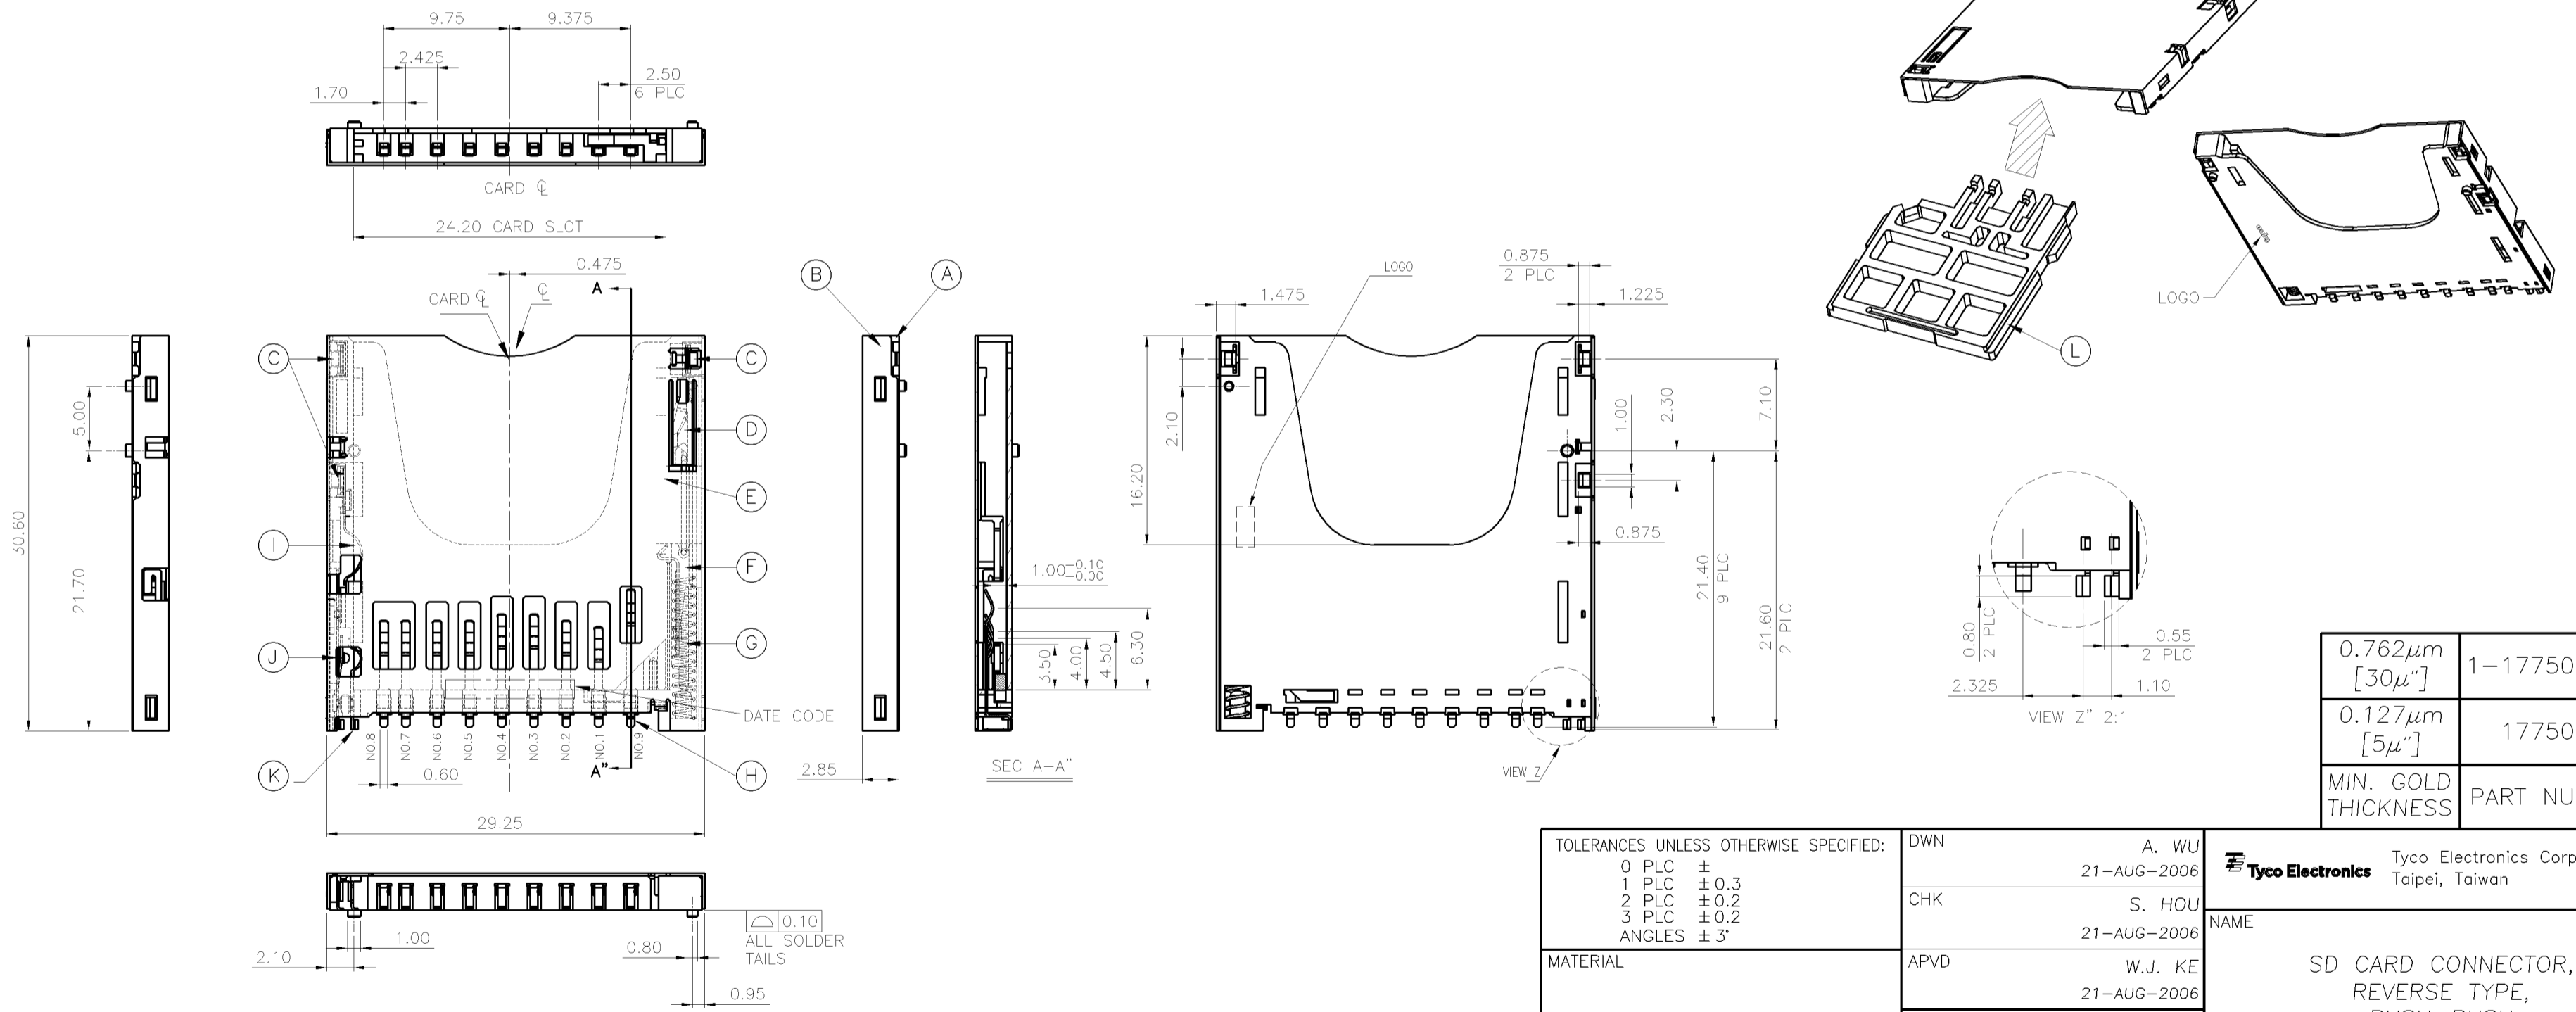 9.75
9.375
2.425
2.50
6 PLC
1.70
CARD ℄
24.20 CARD SLOT
0.475
A
CARD ℄
℄
B
A
LOGO
0.875
2 PLC
1.475
1.225
LOGO
L
C
C
5.00
2.10
1.00
2.30
7.10
D
E
16.20
30.60
21.70
I
F
1.00 +0.10 -0.00
0.875
21.40
9 PLC
21.60
2 PLC
J
G
3.50
4.00
4.50
6.30
0.80
2 PLC
0.55
2 PLC
2.325
1.10
VIEW Z" 2:1
DATE CODE
NO.8
NO.7
NO.6
NO.5
NO.4
NO.3
NO.2
NO.1
NO.9
K
0.60
A"
H
2.85
SEC A-A"
VIEW Z
29.25
0.762µm
[30µ"]
1-17750
0.127µm
[5µ"]
17750
MIN. GOLD
THICKNESS
PART NU
⌓ 0.10
ALL SOLDER
TAILS
1.00
2.10
0.80
0.95
TOLERANCES UNLESS OTHERWISE SPECIFIED:
0 PLC ±
1 PLC ±0.3
2 PLC ±0.2
3 PLC ±0.2
ANGLES ±3°
MATERIAL
DWN
A. WU
21-AUG-2006
CHK
S. HOU
21-AUG-2006
APVD
W.J. KE
21-AUG-2006
Tyco Electronics
Tyco Electronics Corp
Taipei, Taiwan
NAME
SD CARD CONNECTOR,
REVERSE TYPE,